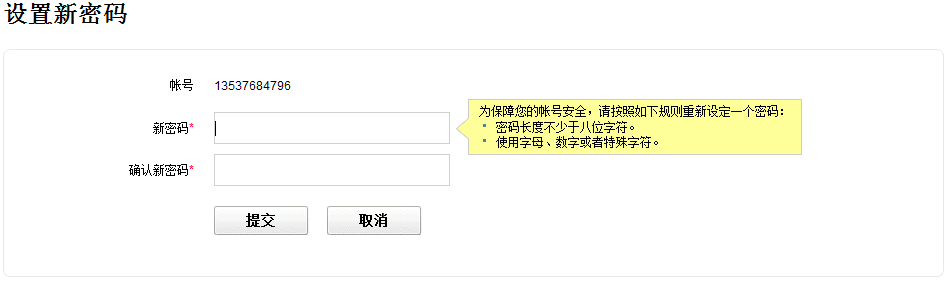 设置新密码
帐号 13537684796
新密码*
为保障您的帐号安全，请按照如下规则重新设定一个密码：
密码长度不少于八位字符。
使用字母、数字或者特殊字符。
确认新密码*
提交 取消